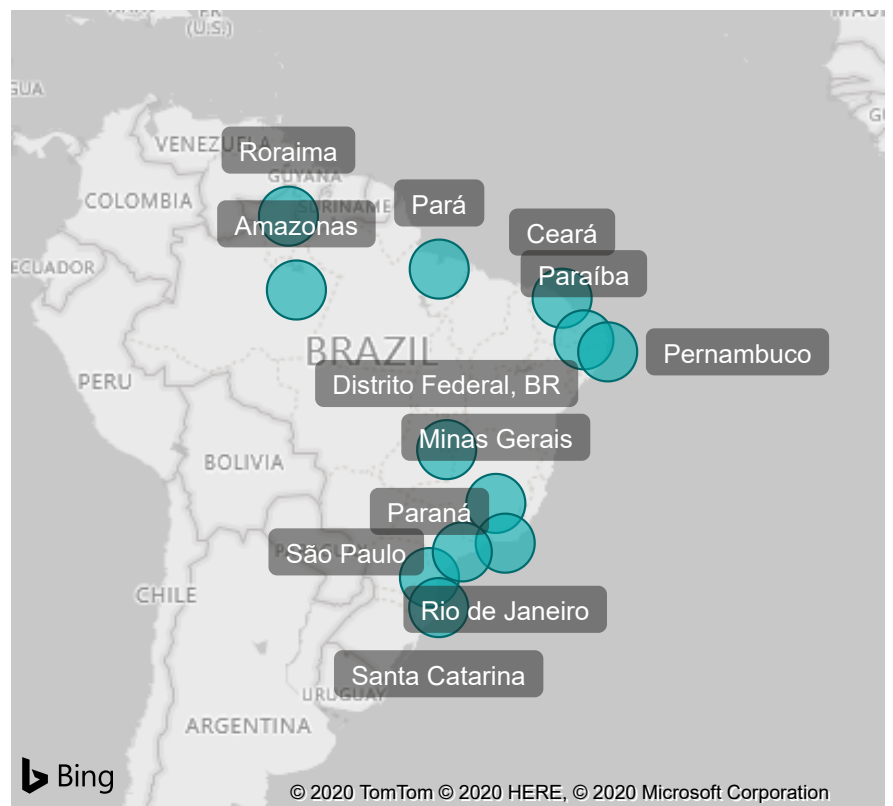 PR
(U.S.)
VENEZUELA
Roraima
GUYANA
COLOMBIA
SURINAME
Pará
Amazonas
Ceará
ECUADOR
Paraíba
BRAZIL
Pernambuco
PERU
Distrito Federal, BR
Minas Gerais
BOLIVIA
Paraná
São Paulo
CHILE
Rio de Janeiro
Santa Catarina
URUGUAY
ARGENTINA
Bing
© 2020 TomTom © 2020 HERE, © 2020 Microsoft Corporation